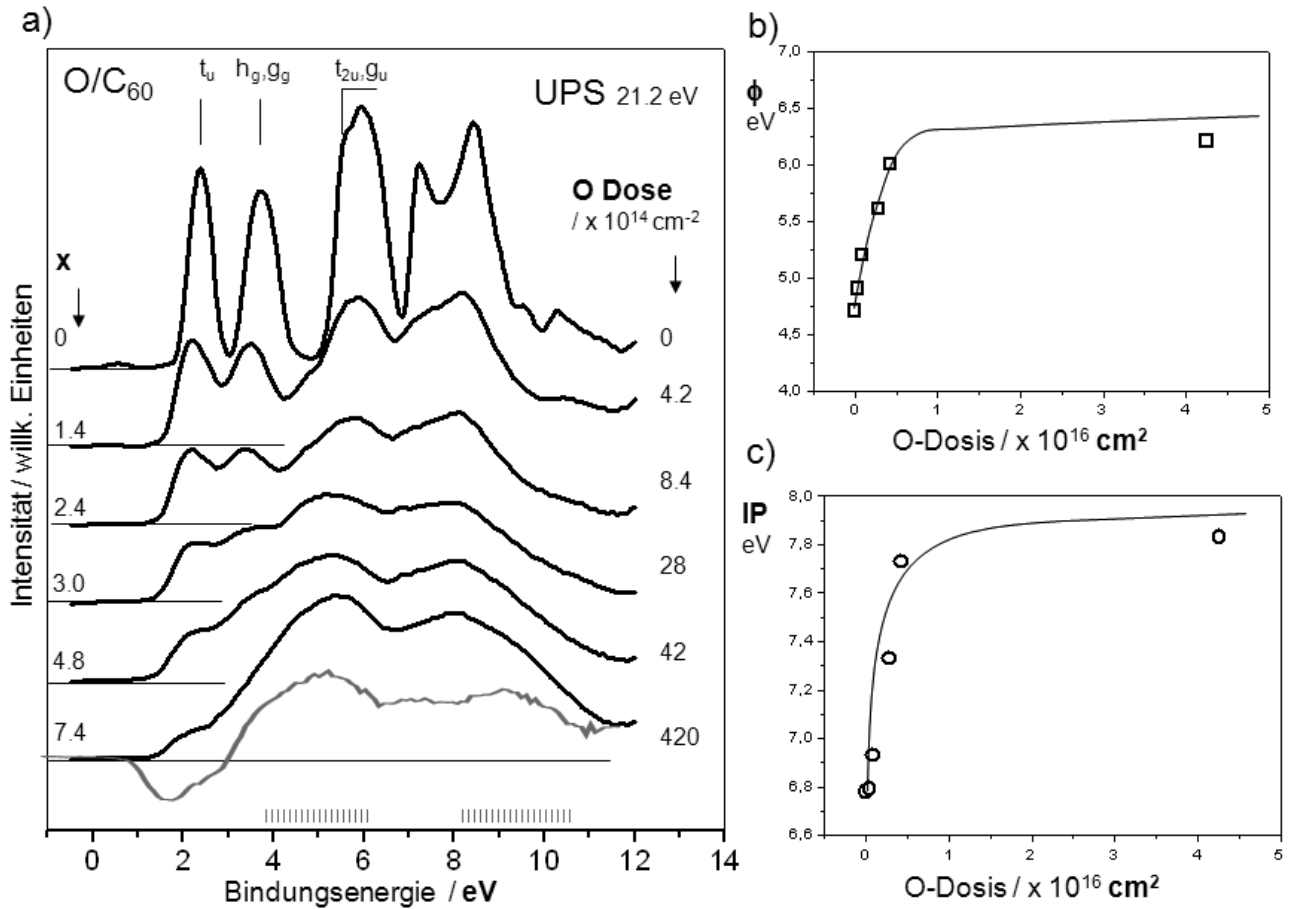 a)
O/C60
tu
hg,gg
t2u,gu
UPS 21.2 eV
O Dose
/ x 10^14 cm^-2
x
0
1.4
2.4
3.0
4.8
7.4
0
4.2
8.4
28
42
420
Intensität / willk. Einheiten
0 2 4 6 8 10 12 14
Bindungsenergie / eV
b)
ϕ
eV
7,0
6,5
6,0
5,5
5,0
4,5
4,0
0 1 2 3 4 5
O-Dosis / x 10^16 cm^2
c)
IP
eV
8,0
7,8
7,6
7,4
7,2
7,0
6,8
6,6
0 1 2 3 4 5
O-Dosis / x 10^16 cm^2